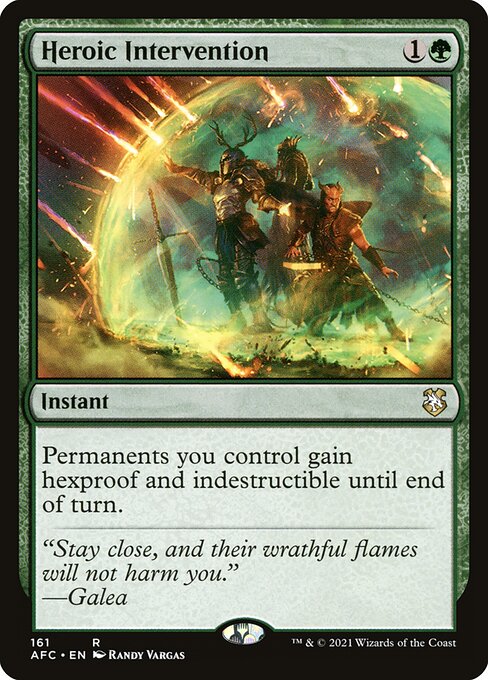 Heroic Intervention 1
Instant
Permanents you control gain
hexproof and indestructible until end
of turn.
“Stay close, and their wrathful flames
will not harm you.”
—Galea
161 R
AFC • EN Randy Vargas
™ & © 2021 Wizards of the Coast